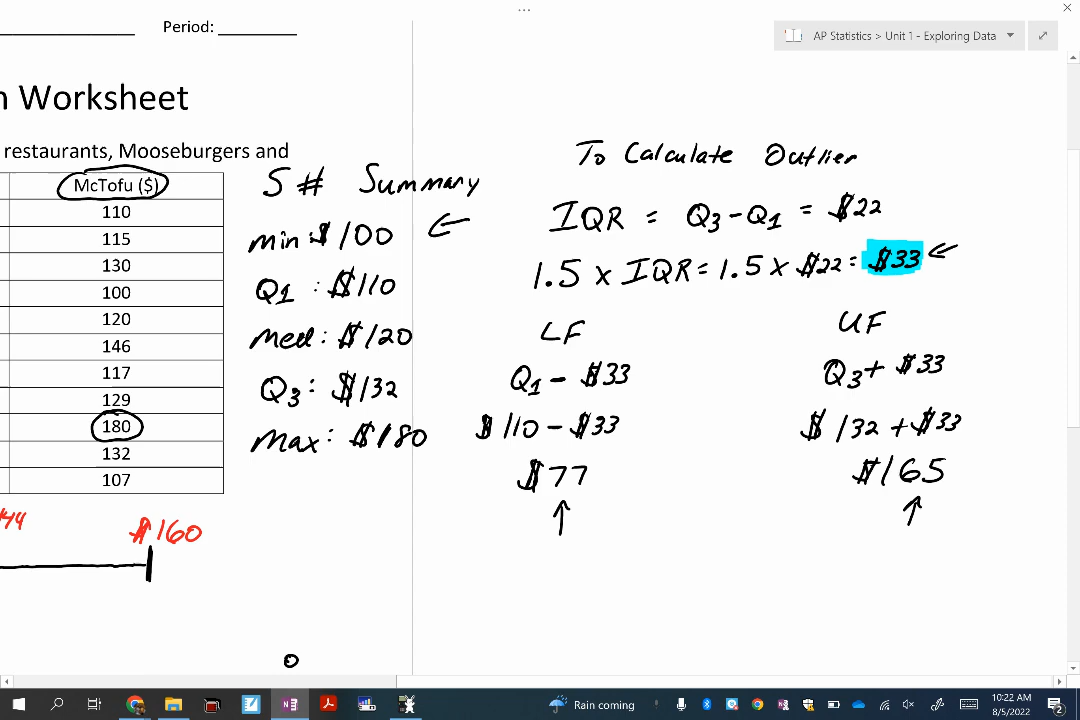 Period: ________
AP Statistics > Unit 1 - Exploring Data
n Worksheet
restaurants, Mooseburgers and
McTofu ($)
110
115
130
100
120
146
117
129
180
132
107
5 # Summary
min: $100
Q1 : $110
med: $120
Q3 : $132
max: $180
To Calculate Outlier
IQR = Q3 - Q1 = $22
1.5 x IQR = 1.5 x $22 = $33
LF
Q1 - $33
$110 - $33
$77
UF
Q3 + $33
$132 + $33
$165
$160
Rain coming
10:22 AM
8/5/2022
2